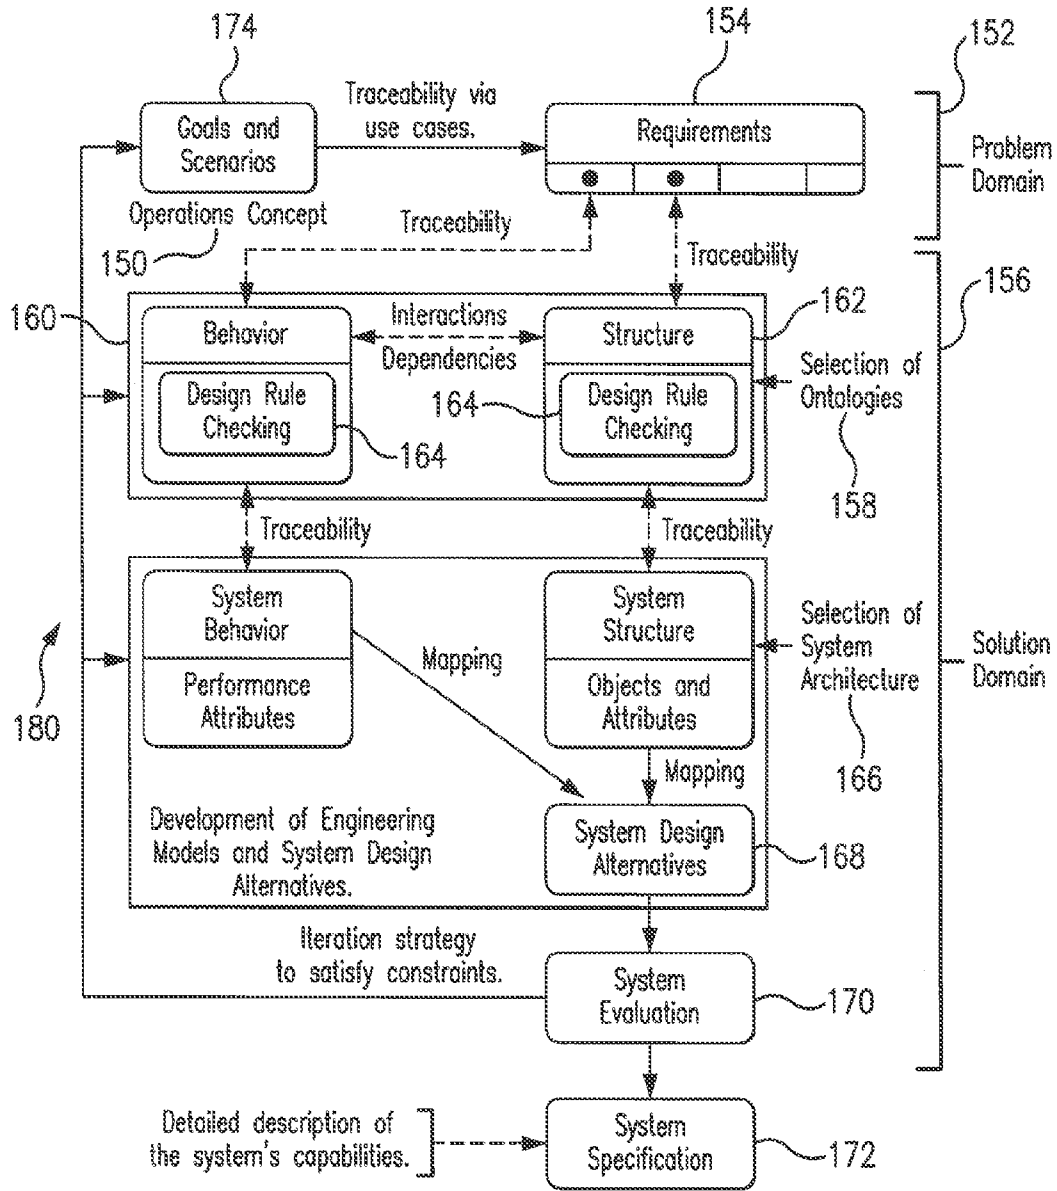 174
154
152
Traceability via
use cases.
Goals and
Scenarios
Requirements
Problem
Domain
Operations Concept
150
Traceability
Traceability
156
160
162
Behavior
Interactions
Dependencies
Structure
Selection of
Ontologies
Design Rule
Checking
164
164
Design Rule
Checking
158
Traceability
Traceability
System
Behavior
System
Structure
Selection of
System
Architecture
Mapping
Solution
Domain
Performance
Attributes
Objects and
Attributes
180
166
Mapping
Development of Engineering
Models and System Design
Alternatives.
System Design
Alternatives
168
Iteration strategy
to satisfy constraints.
System
Evaluation
170
Detailed description of
the system's capabilities.
System
Specification
172